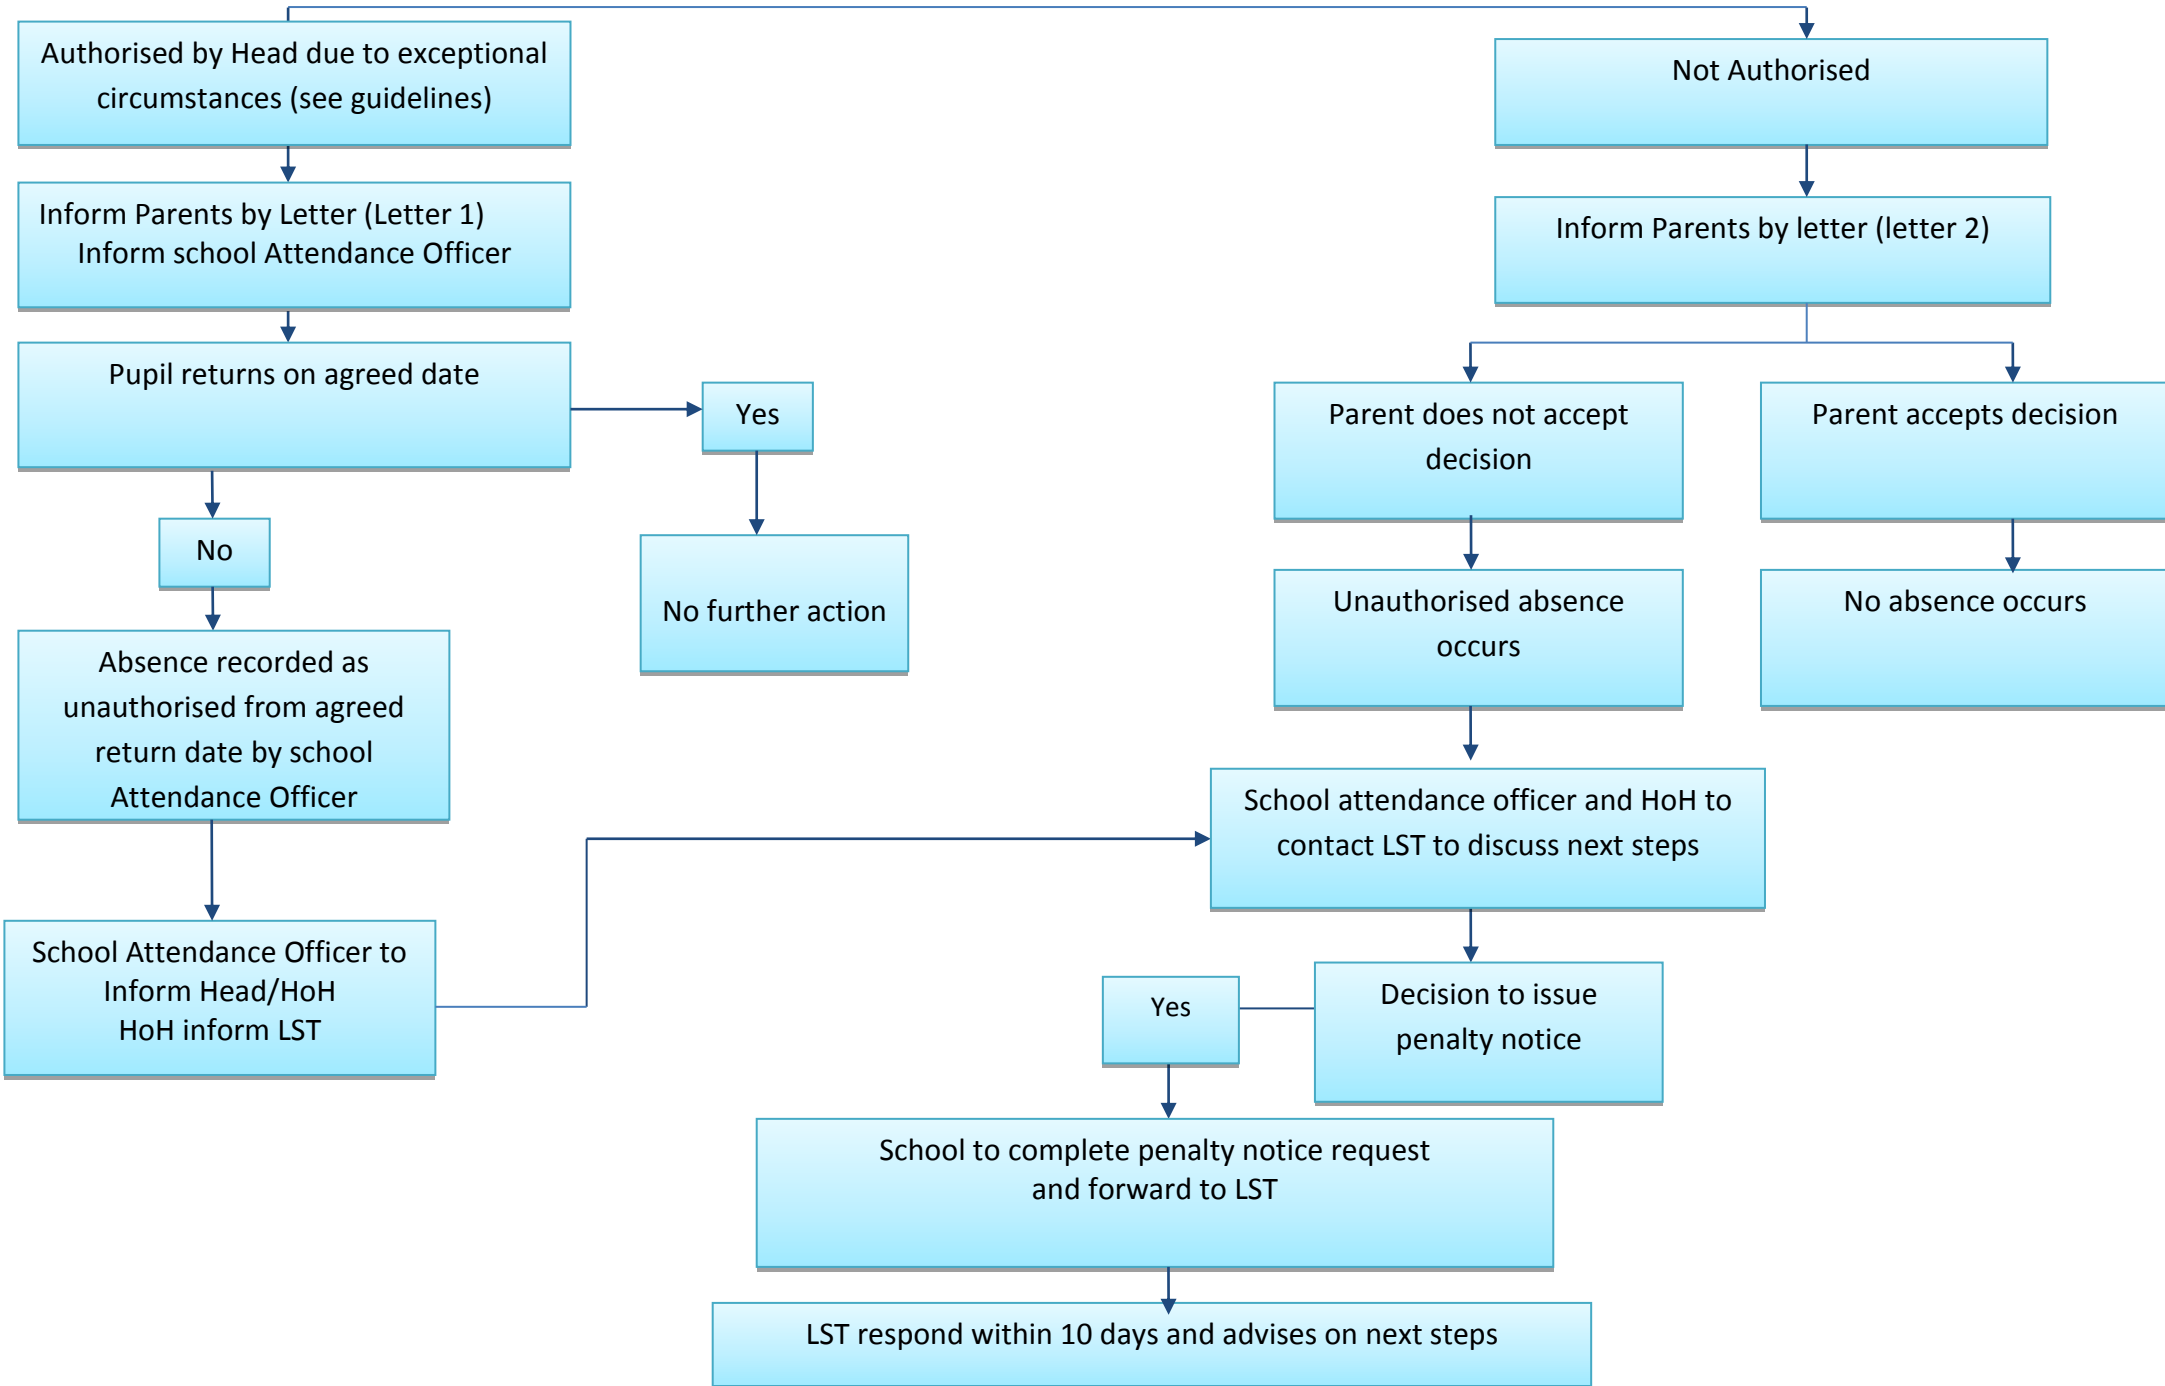 Authorised by Head due to exceptional
circumstances (see guidelines)
Not Authorised
Inform Parents by Letter (Letter 1)
Inform school Attendance Officer
Inform Parents by letter (letter 2)
Pupil returns on agreed date
Yes
Parent does not accept
decision
Parent accepts decision
No
No further action
Unauthorised absence
occurs
No absence occurs
Absence recorded as
unauthorised from agreed
return date by school
Attendance Officer
School attendance officer and HoH to
contact LST to discuss next steps
School Attendance Officer to
Inform Head/HoH
HoH inform LST
Yes
Decision to issue
penalty notice
School to complete penalty notice request
and forward to LST
LST respond within 10 days and advises on next steps